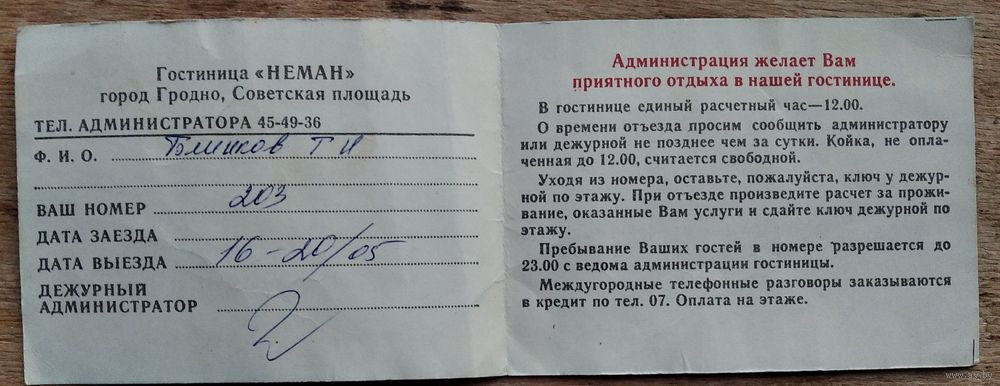 Гостиница «НЕМАН»
город Гродно, Советская площадь
ТЕЛ. АДМИНИСТРАТОРА 45-49-36
Ф. И. О. Блинков Г И
ВАШ НОМЕР 203
ДАТА ЗАЕЗДА
ДАТА ВЫЕЗДА 16-20/05
ДЕЖУРНЫЙ
АДМИНИСТРАТОР
Администрация желает Вам
приятного отдыха в нашей гостинице.
В гостинице единый расчетный час—12.00.
О времени отъезда просим сообщить администратору
или дежурной не позднее чем за сутки. Койка, не опла-
ченная до 12.00, считается свободной.
Уходя из номера, оставьте, пожалуйста, ключ у дежур-
ной по этажу. При отъезде произведите расчет за прожи-
вание, оказанные Вам услуги и сдайте ключ дежурной по
этажу.
Пребывание Ваших гостей в номере разрешается до
23.00 с ведома администрации гостиницы.
Междугородные телефонные разговоры заказываются
в кредит по тел. 07. Оплата на этаже.
www.ay.by